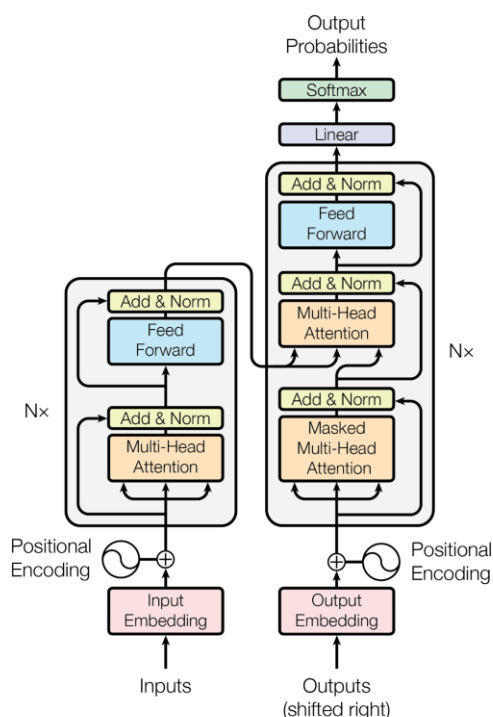 Output
Probabilities
Softmax
Linear
Add & Norm
Feed
Forward
Add & Norm
Multi-Head
Attention
Add & Norm
Masked
Multi-Head
Attention
N×
Add & Norm
Feed
Forward
Add & Norm
Multi-Head
Attention
N×
Positional
Encoding
Positional
Encoding
Input
Embedding
Output
Embedding
Inputs
Outputs
(shifted right)